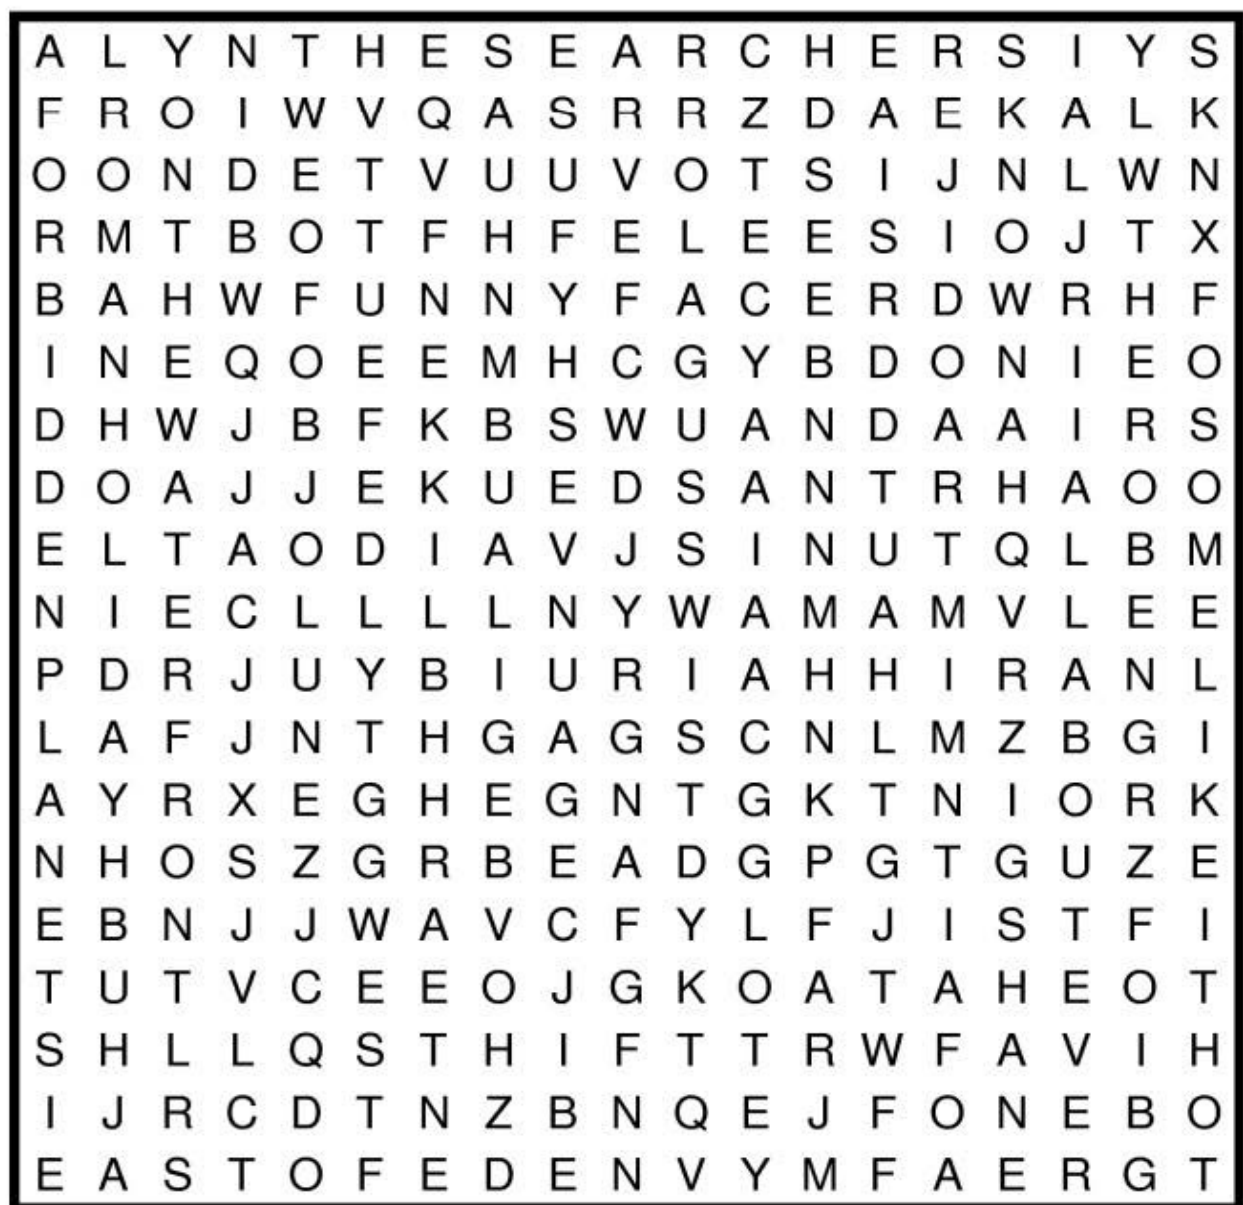 A L Y N T H E S E A R C H E R S I Y S
F R O I W V Q A S R R Z D A E K A L K
O O N D E T V U U V O T S I J N L W N
R M T B O T F H F E L E E S I O J T X
B A H W F U N N Y F A C E R D W R H F
I N E Q O E E M H C G Y B D O N I E O
D H W J B F K B S W U A N D A A I R S
D O A J J E K U E D S A N T R H A O O
E L T A O D I A V J S I N U T Q L B M
N I E C L L L L N Y W A M A M V L E E
P D R J U Y B I U R I A H H I R A N L
L A F J N T H G A G S C N L M Z B G I
A Y R X E G H E G N T G K T N I O R K
N H O S Z G R B E A D G P G T G U Z E
E B N J J W A V C F Y L F J I S T F I
T U T V C E E O J G K O A T A H E O T
S H L L Q S T H I F T T R W F A V I H
I J R C D T N Z B N Q E J F O N E B O
E A S T O F E D E N V Y M F A E R G T